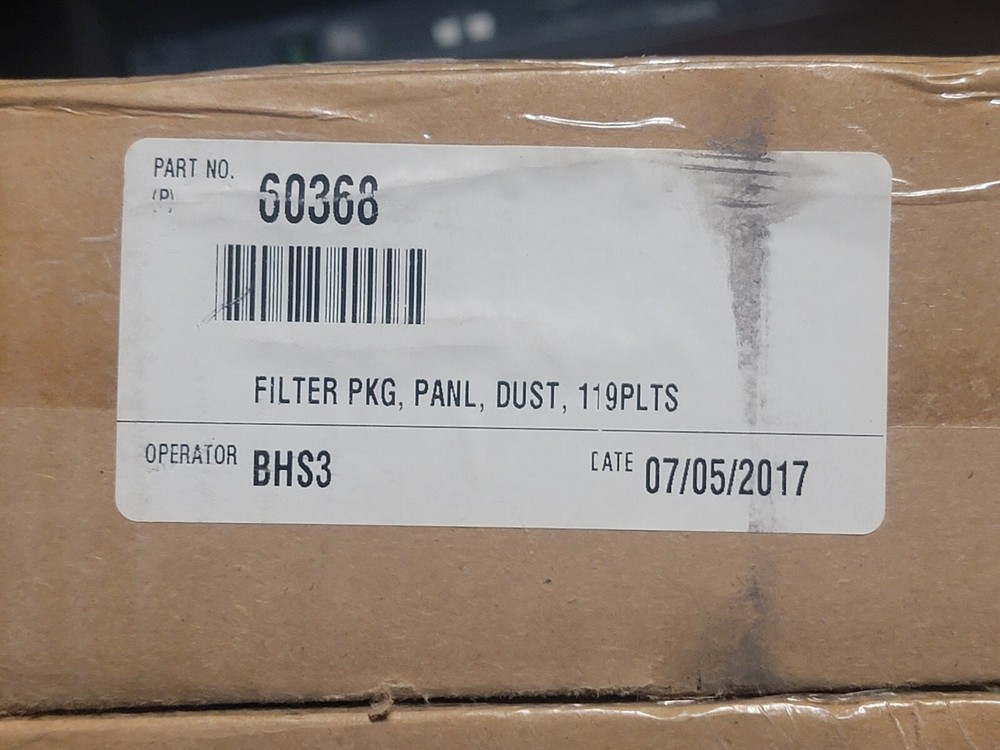 PART NO.
(P)
60368
FILTER PKG, PANL, DUST, 119PLTS
OPERATOR BHS3
DATE 07/05/2017